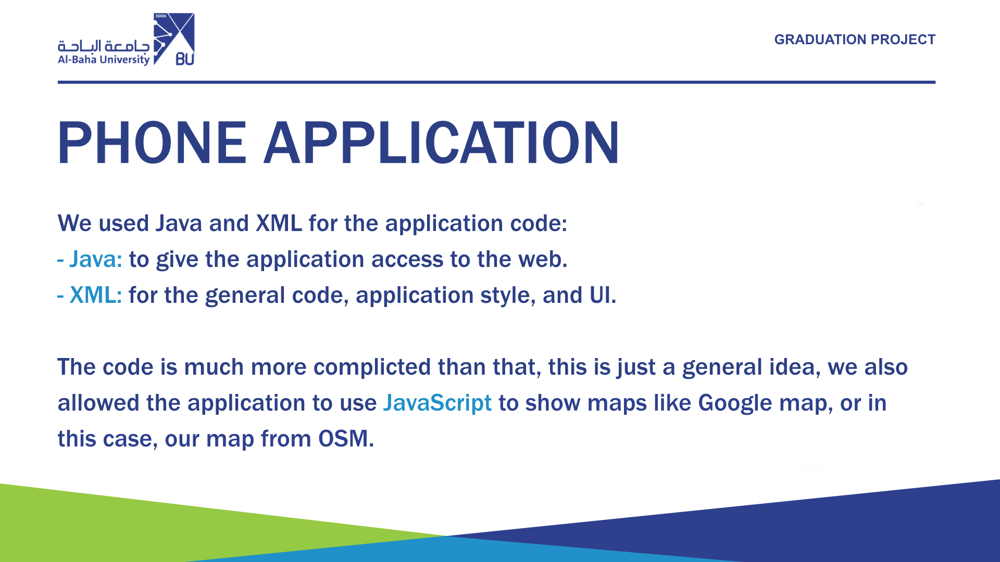 2006
جامعة الباحة
Al-Baha University
BU
GRADUATION PROJECT
PHONE APPLICATION
We used Java and XML for the application code:
- Java: to give the application access to the web.
- XML: for the general code, application style, and UI.
The code is much more complicted than that, this is just a general idea, we also
allowed the application to use JavaScript to show maps like Google map, or in
this case, our map from OSM.